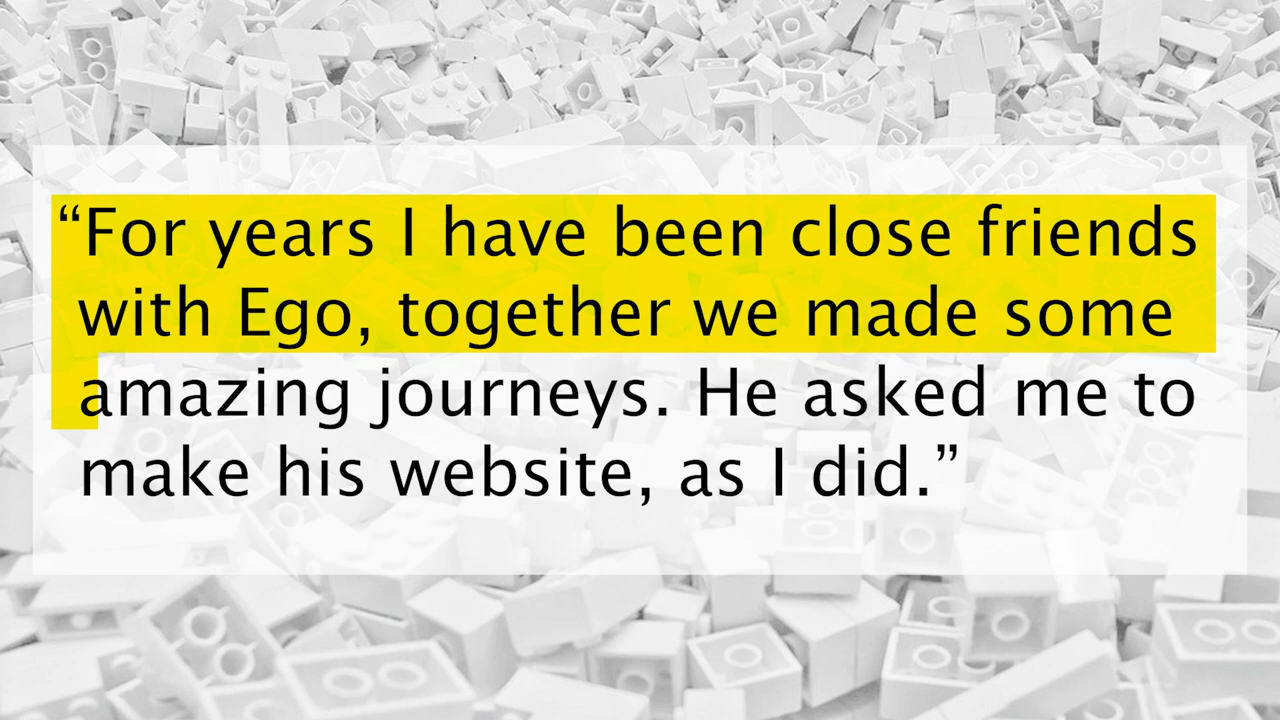 “For years I have been close friends
with Ego, together we made some
amazing journeys. He asked me to
make his website, as I did.”